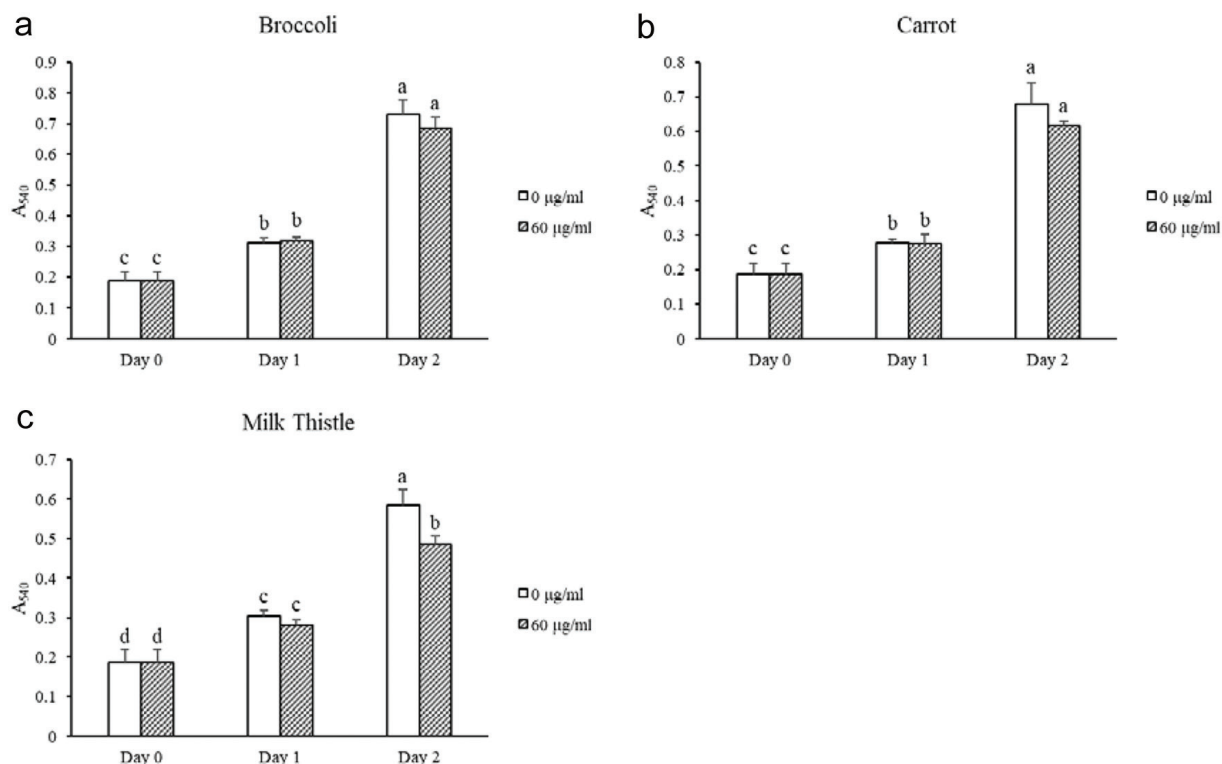 a
Broccoli
0.9
0.8
0.7
0.6
0.5
0.4
0.3
0.2
0.1
0
A540
c c
b b
a a
Day 0 Day 1 Day 2
0 µg/ml
60 µg/ml
b
Carrot
0.8
0.7
0.6
0.5
0.4
0.3
0.2
0.1
0
A540
c c
b b
a
a
Day 0 Day 1 Day 2
0 µg/ml
60 µg/ml
c
Milk Thistle
0.7
0.6
0.5
0.4
0.3
0.2
0.1
0
A540
d d
c c
a
b
Day 0 Day 1 Day 2
0 µg/ml
60 µg/ml